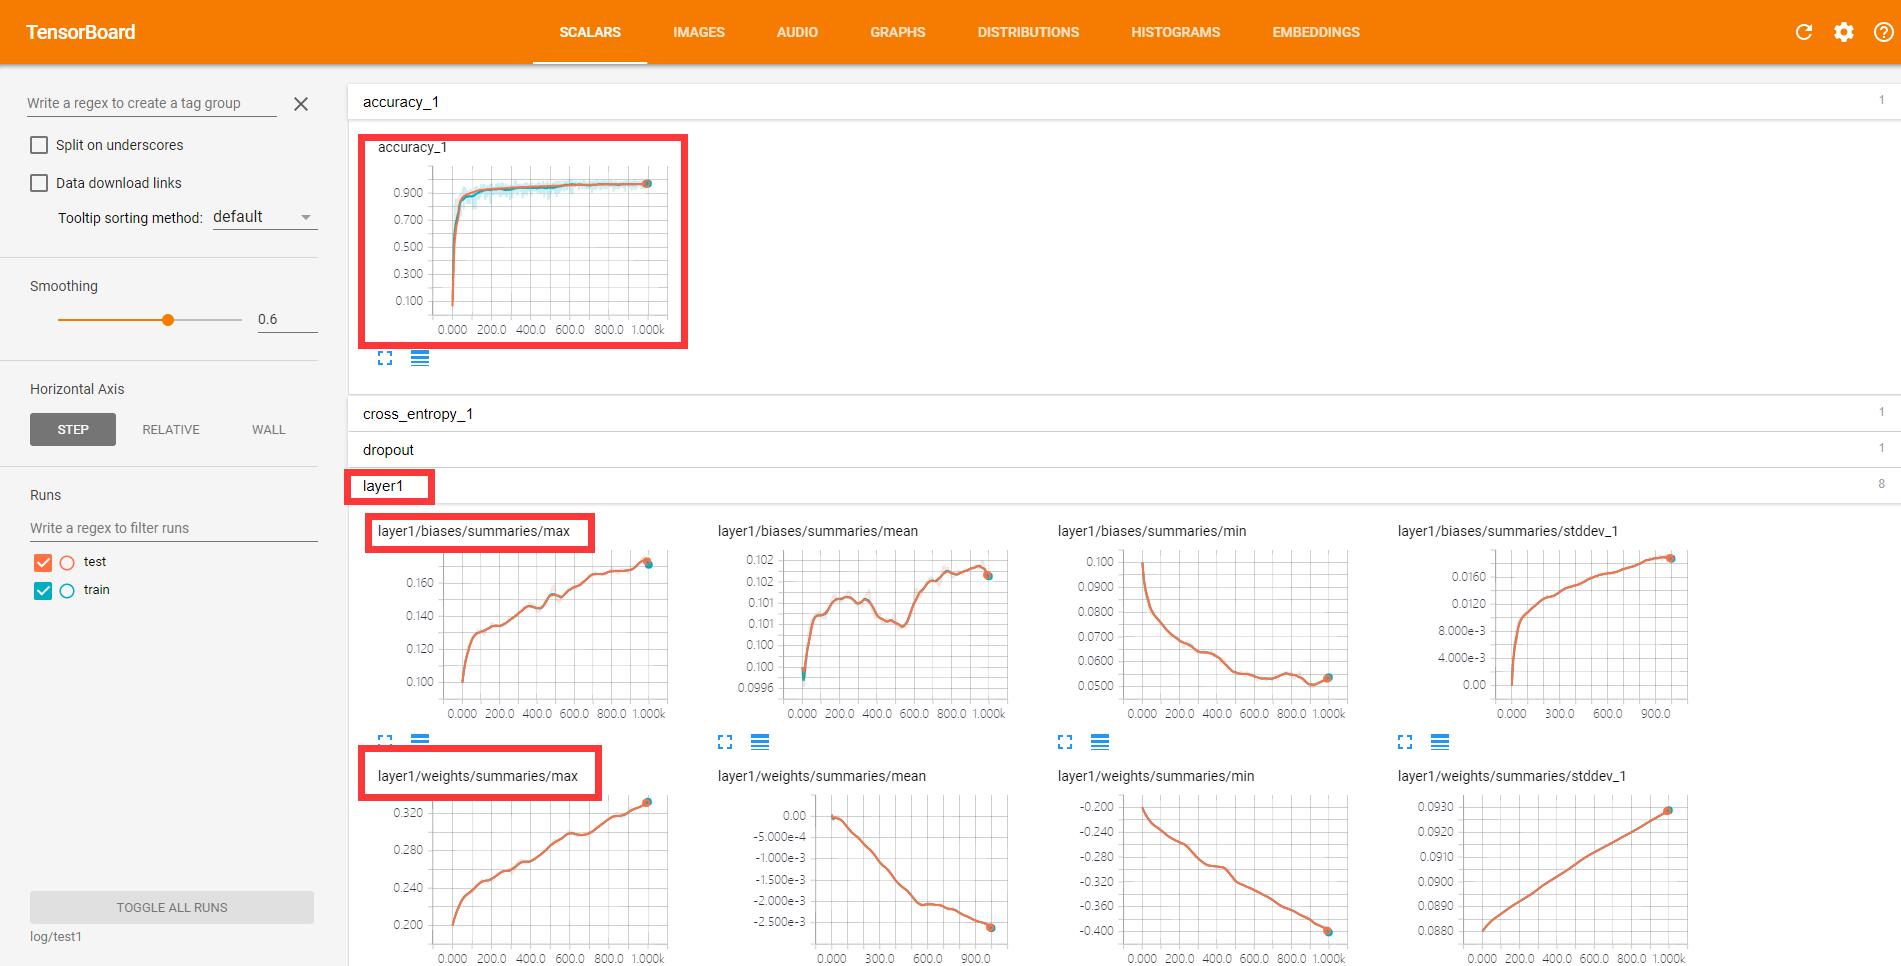 TensorBoard
SCALARS IMAGES AUDIO GRAPHS DISTRIBUTIONS HISTOGRAMS EMBEDDINGS
Write a regex to create a tag group
Split on underscores
Data download links
Tooltip sorting method: default
Smoothing
0.6
Horizontal Axis
STEP RELATIVE WALL
Runs
Write a regex to filter runs
test
train
TOGGLE ALL RUNS
log/test1
accuracy_1 1
accuracy_1
0.900
0.700
0.500
0.300
0.100
0.000 200.0 400.0 600.0 800.0 1.000k
cross_entropy_1 1
dropout 1
layer1 8
layer1/biases/summaries/max
0.160
0.140
0.120
0.100
0.000 200.0 400.0 600.0 800.0 1.000k
layer1/biases/summaries/mean
0.102
0.102
0.101
0.101
0.100
0.100
0.0996
0.000 200.0 400.0 600.0 800.0 1.000k
layer1/biases/summaries/min
0.100
0.0900
0.0800
0.0700
0.0600
0.0500
0.000 200.0 400.0 600.0 800.0 1.000k
layer1/biases/summaries/stddev_1
0.0160
0.0120
8.000e-3
4.000e-3
0.00
0.000 300.0 600.0 900.0
layer1/weights/summaries/max
0.320
0.280
0.240
0.200
0.000 200.0 400.0 600.0 800.0 1.000k
layer1/weights/summaries/mean
0.00
-5.000e-4
-1.000e-3
-1.500e-3
-2.000e-3
-2.500e-3
0.000 300.0 600.0 900.0
layer1/weights/summaries/min
-0.200
-0.240
-0.280
-0.320
-0.360
-0.400
0.000 200.0 400.0 600.0 800.0 1.000k
layer1/weights/summaries/stddev_1
0.0930
0.0920
0.0910
0.0900
0.0890
0.0880
0.000 200.0 400.0 600.0 800.0 1.000k